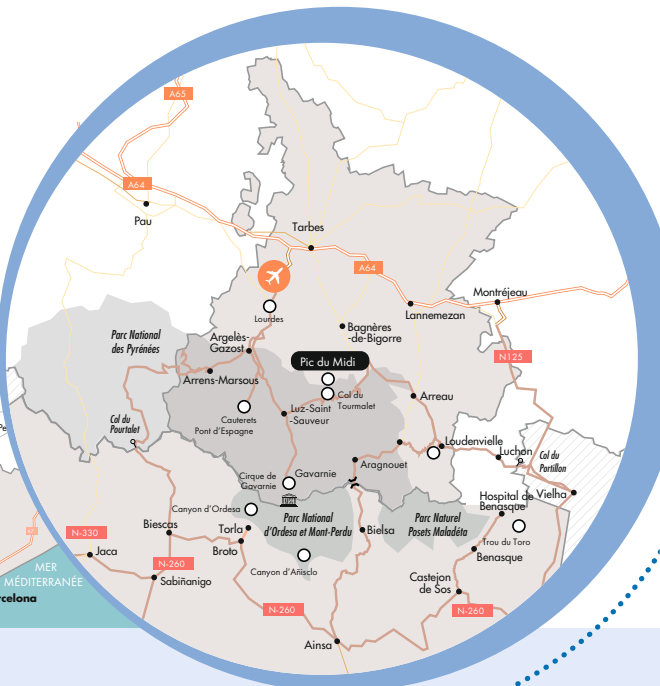 A65
A64
Pau
Tarbes
A64
Montréjeau
Lourdes
Lannemezan
Bagnères
-de-Bigorre
Parc National
des Pyrénées
Argelès-
Gazost
Pic du Midi
N125
Arrens-Marsous
Col du
Tourmalet
Arreau
Luz-Saint
-Sauveur
Cauterets
Pont d'Espagne
Col du
Pourtalet
Loudenvielle
Luchon
Col du
Portillon
Aragnouet
Cirque de
Gavarnie
Gavarnie
Hospital de
Benasque
Vielha
Canyon d'Ordesa
Parc National
d'Ordesa et Mont-Perdu
Parc Naturel
Posets Maladéta
Biescas
Torla
Bielsa
N-330
Trou du Toro
Jaca
Broto
Benasque
MER
MÉDITERRANÉE
N-260
Canyon d'Añisclo
Sabiñanigo
Castejon
de Sos
rcelona
N-260
N-260
Ainsa